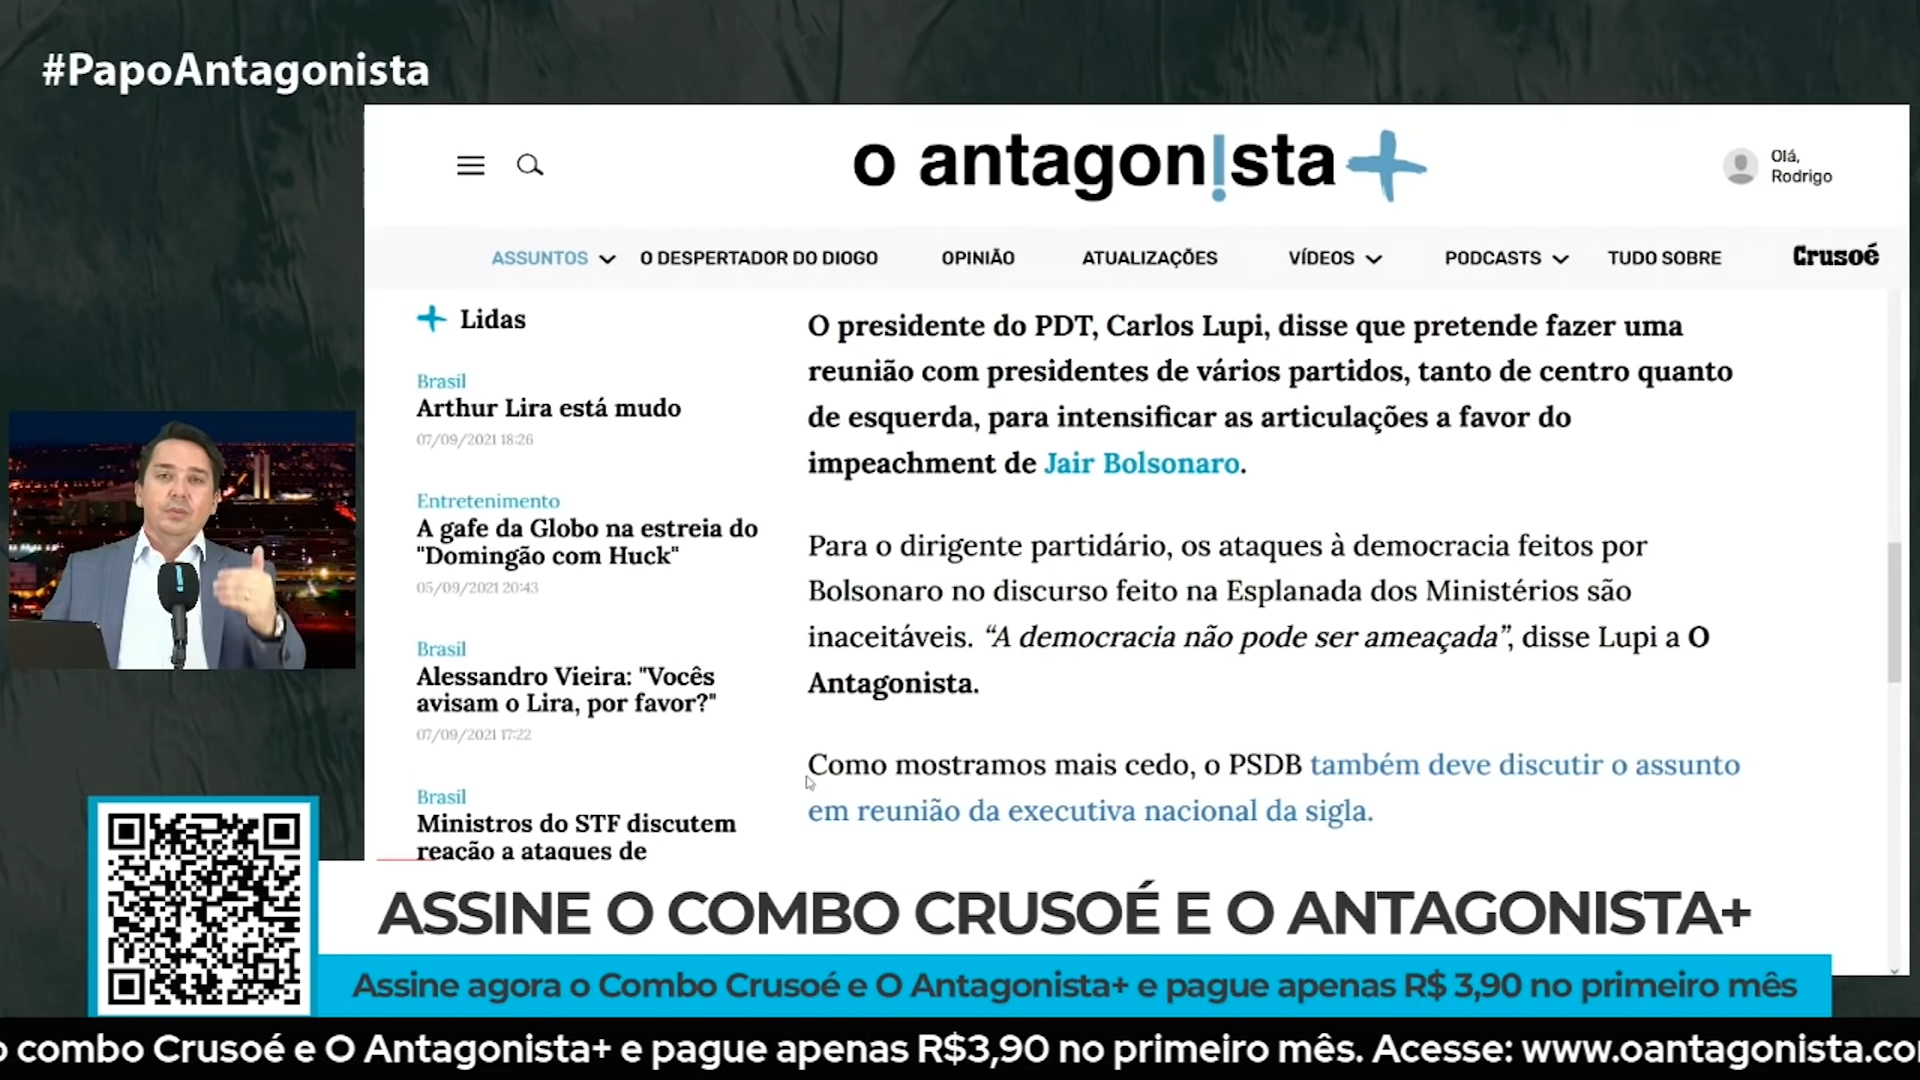 #PapoAntagonista
o antagon!sta+
Olá,
Rodrigo
ASSUNTOS
O DESPERTADOR DO DIOGO
OPINIÃO
ATUALIZAÇÕES
VÍDEOS
PODCASTS
TUDO SOBRE
Crusoé
+ Lidas
Brasil
Arthur Lira está mudo
07/09/2021 18:26
Entretenimento
A gafe da Globo na estreia do
"Domingão com Huck"
05/09/2021 20:43
Brasil
Alessandro Vieira: "Vocês
avisam o Lira, por favor?"
07/09/2021 17:22
Brasil
Ministros do STF discutem
reação a ataques de
O presidente do PDT, Carlos Lupi, disse que pretende fazer uma
reunião com presidentes de vários partidos, tanto de centro quanto
de esquerda, para intensificar as articulações a favor do
impeachment de Jair Bolsonaro.
Para o dirigente partidário, os ataques à democracia feitos por
Bolsonaro no discurso feito na Esplanada dos Ministérios são
inaceitáveis. “A democracia não pode ser ameaçada”, disse Lupi a O
Antagonista.
Como mostramos mais cedo, o PSDB também deve discutir o assunto
em reunião da executiva nacional da sigla.
ASSINE O COMBO CRUSOÉ E O ANTAGONISTA+
Assine agora o Combo Crusoé e O Antagonista+ e pague apenas R$ 3,90 no primeiro mês
o combo Crusoé e O Antagonista+ e pague apenas R$3,90 no primeiro mês. Acesse: www.oantagonista.co